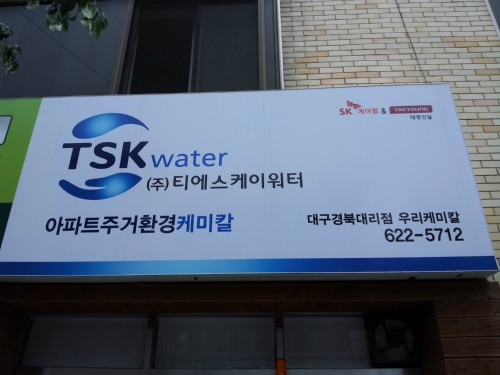 SK 케미칼 & TAEYOUNG
태영건설
TSK water
(주)티에스케이워터
아파트주거환경케미칼
대구경북대리점 우리케미칼
622-5712